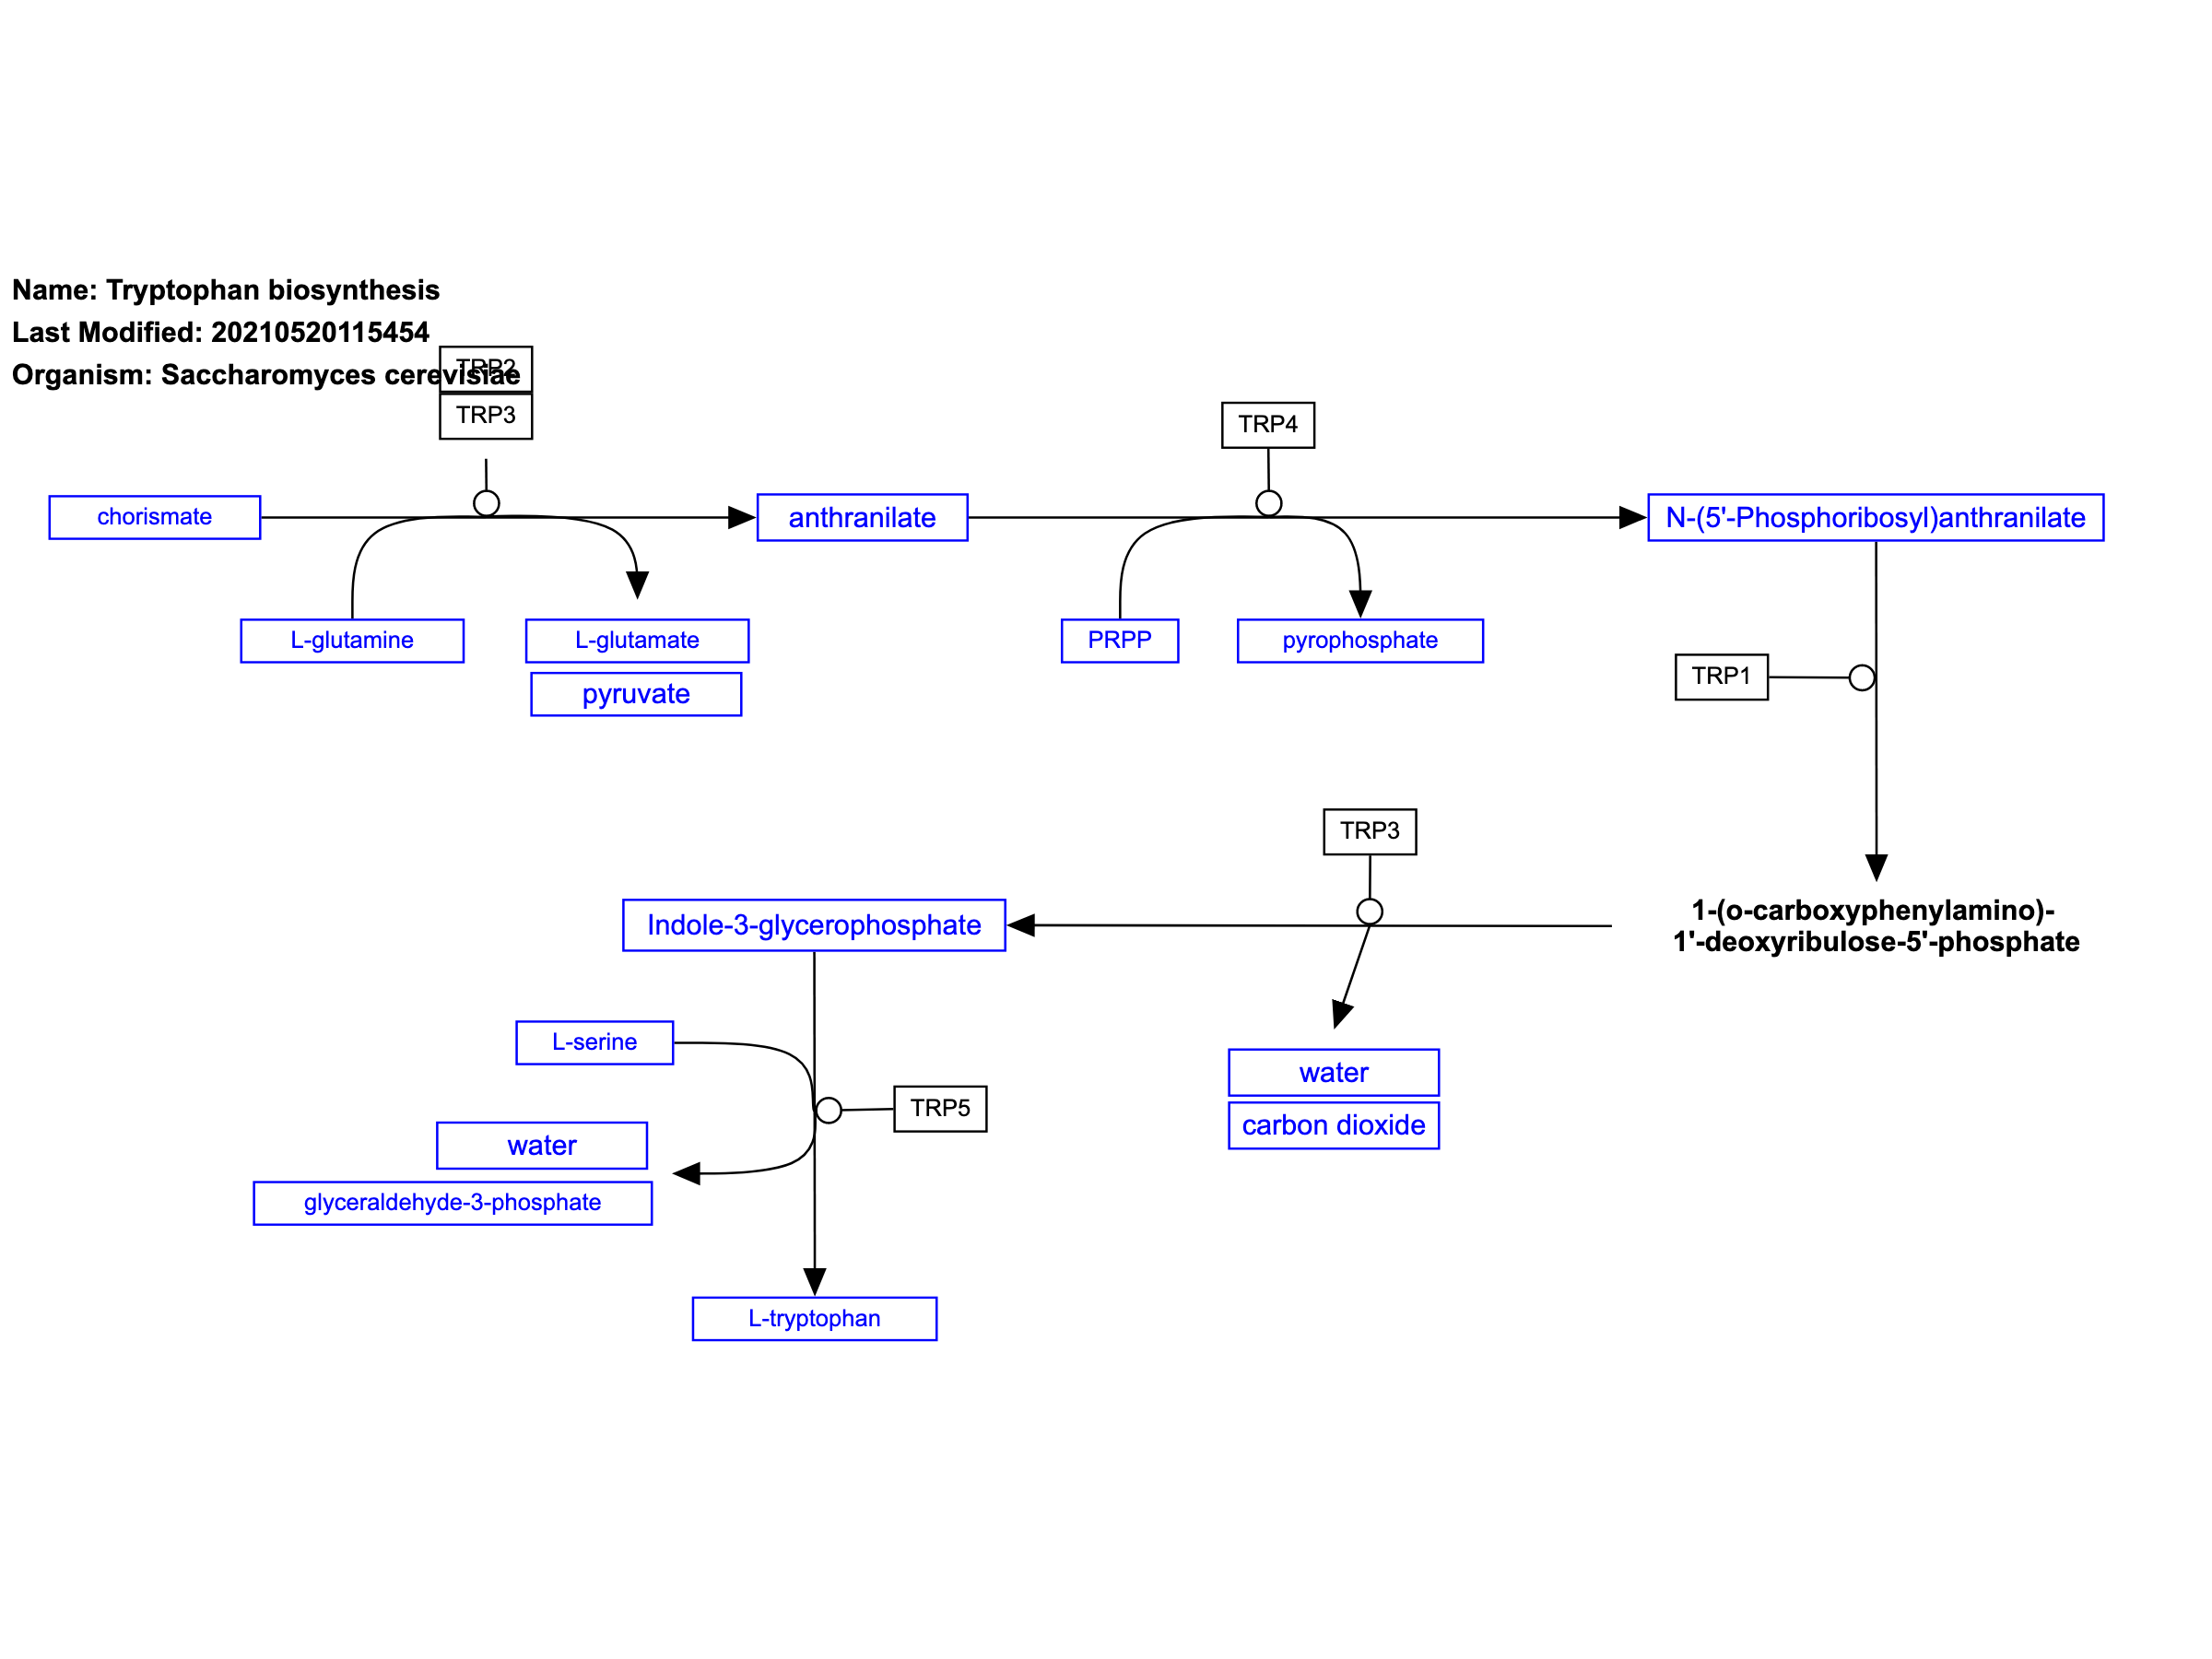 Name: Tryptophan biosynthesis
Last Modified: 20210520115454
Organism: Saccharomyces cerevisiae
TRP2
TRP3
TRP4
chorismate
anthranilate
N-(5'-Phosphoribosyl)anthranilate
L-glutamine
L-glutamate
PRPP
pyrophosphate
pyruvate
TRP1
TRP3
Indole-3-glycerophosphate
1-(o-carboxyphenylamino)-
1'-deoxyribulose-5'-phosphate
L-serine
water
carbon dioxide
TRP5
water
glyceraldehyde-3-phosphate
L-tryptophan